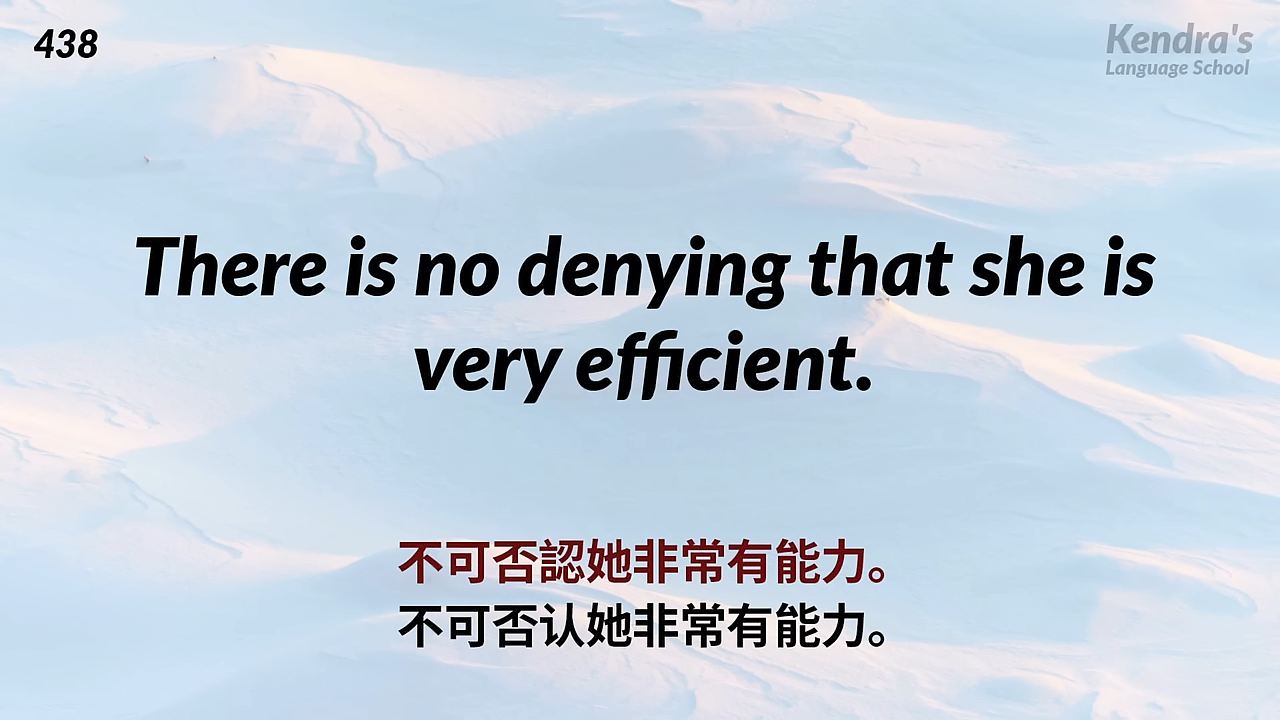 438
Kendra's
Language School
There is no denying that she is
very efficient.
不可否認她非常有能力。
不可否认她非常有能力。